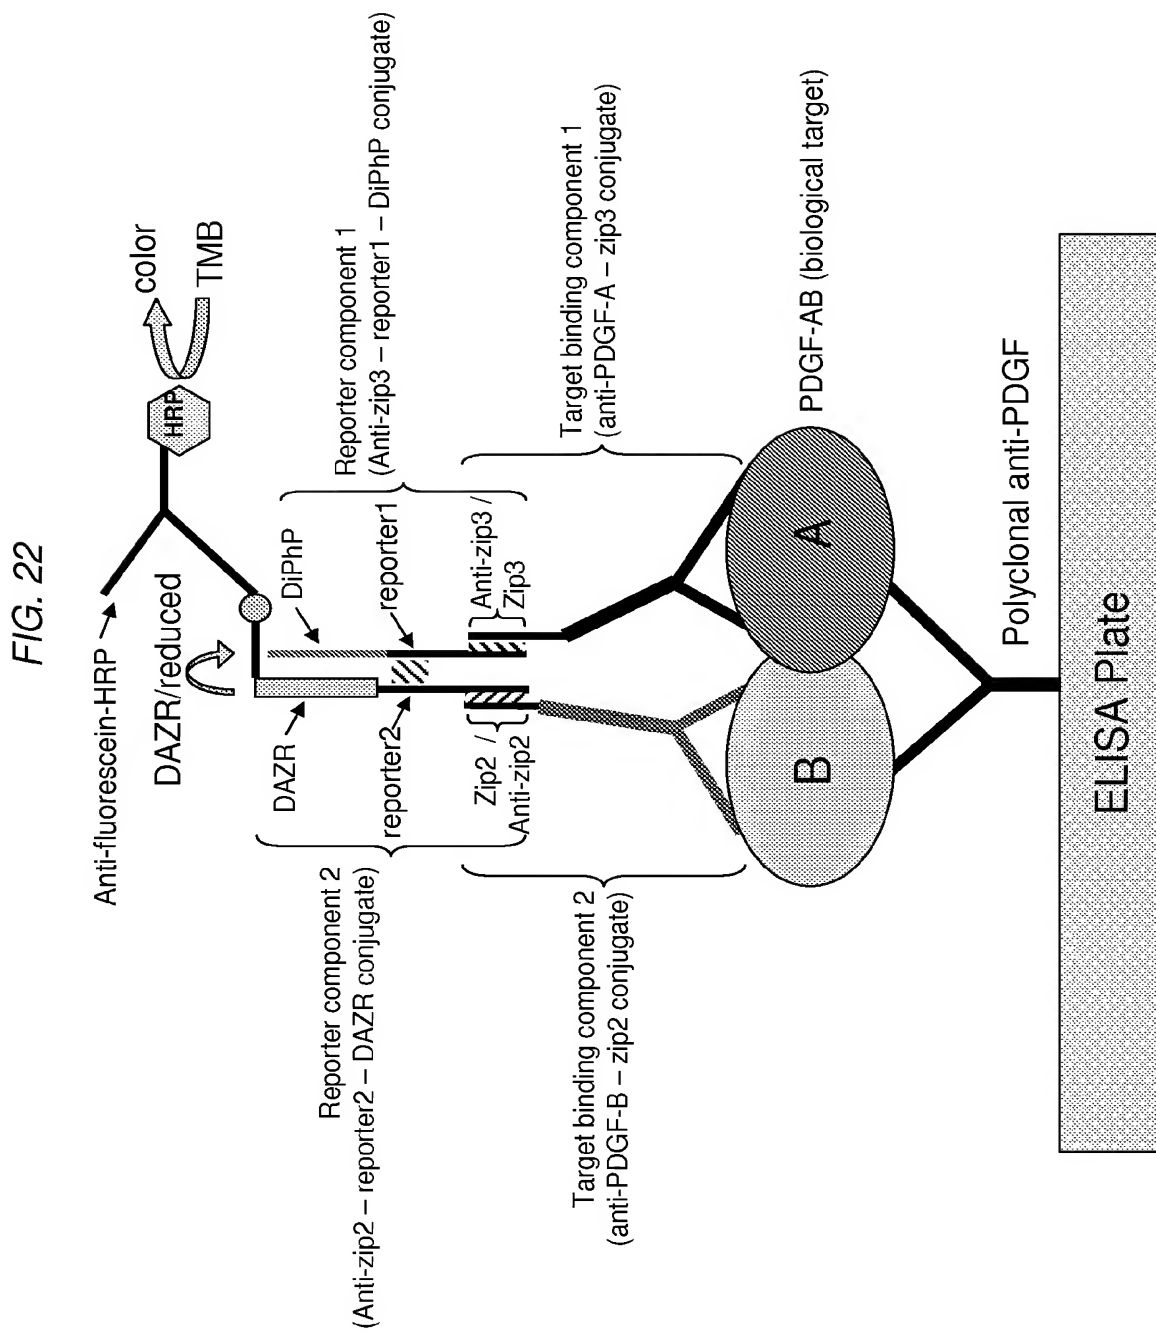 FIG. 22
Anti-fluorescein-HRP
HRP
color
TMB
DAZR/reduced
DAZR
DiPhP
reporter2
reporter1
Zip2 /
Anti-zip2
Anti-zip3 /
Zip3
Reporter component 2
(Anti-zip2 – reporter2 – DAZR conjugate)
Reporter component 1
(Anti-zip3 – reporter1 – DiPhP conjugate)
Target binding component 2
(anti-PDGF-B – zip2 conjugate)
Target binding component 1
(anti-PDGF-A – zip3 conjugate)
B
A
PDGF-AB (biological target)
Polyclonal anti-PDGF
ELISA Plate